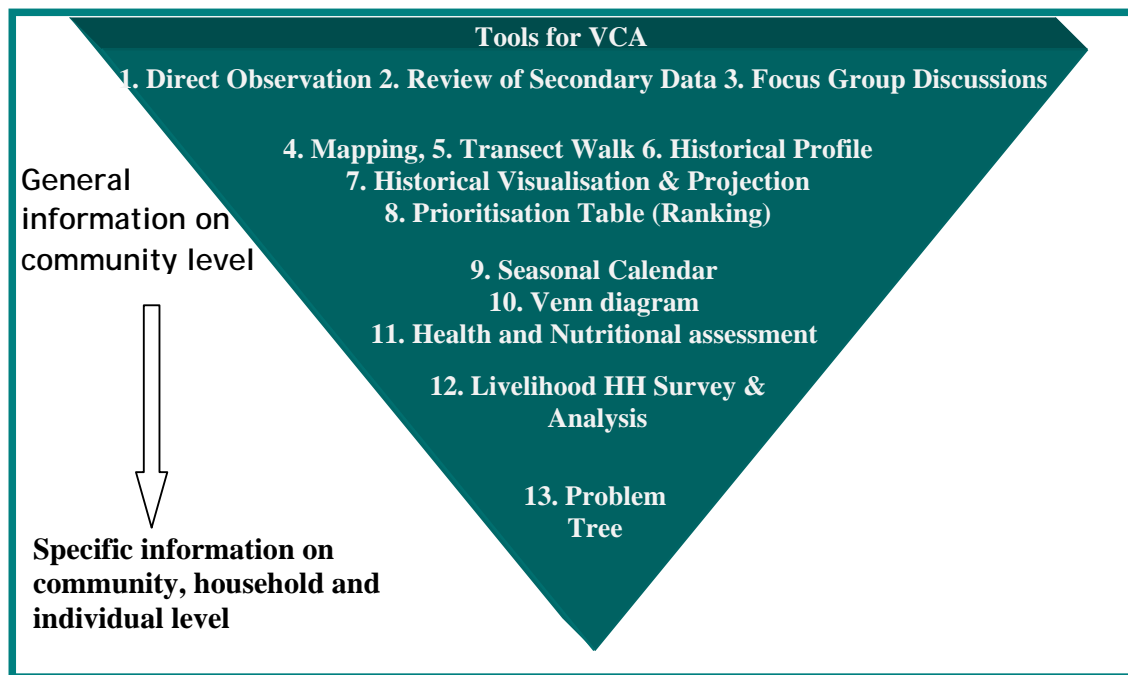 Tools for VCA
1. Direct Observation 2. Review of Secondary Data 3. Focus Group Discussions
4. Mapping, 5. Transect Walk 6. Historical Profile
7. Historical Visualisation & Projection
8. Prioritisation Table (Ranking)
General
information on
community level
9. Seasonal Calendar
10. Venn diagram
11. Health and Nutritional assessment
12. Livelihood HH Survey &
Analysis
13. Problem
Tree
Specific information on
community, household and
individual level